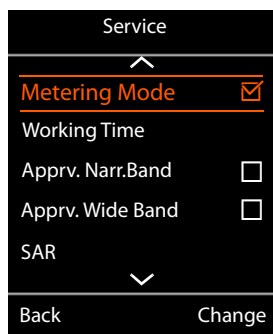 Service
Metering Mode
Working Time
Apprv. Narr.Band
Apprv. Wide Band
SAR
Back Change